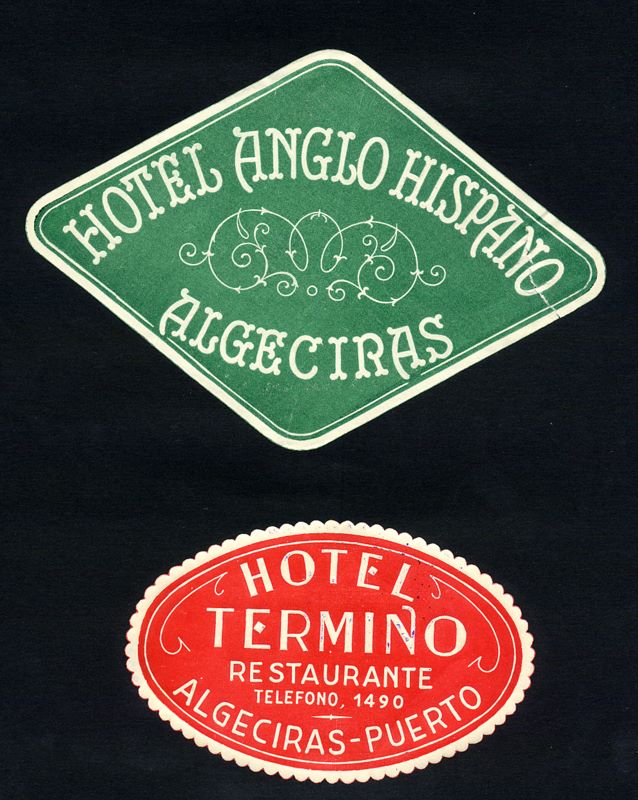 HOTEL ANGLO HISPANO
ALGECIRAS
HOTEL
TERMINO
RESTAURANTE
TELEFONO, 1490
ALGECIRAS-PUERTO